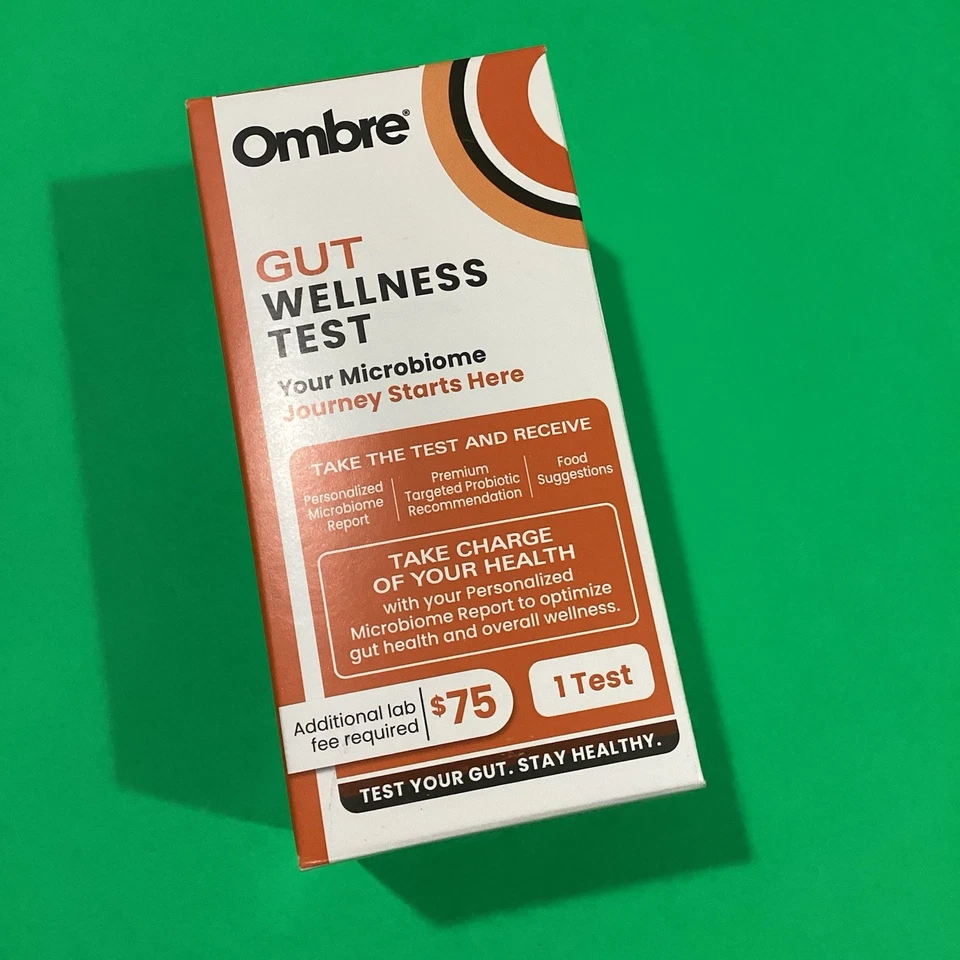 Ombre®
GUT
WELLNESS
TEST
Your Microbiome
Journey Starts Here
TAKE THE TEST AND RECEIVE
Personalized
Microbiome
Report
Premium
Targeted Probiotic
Recommendation
Food
Suggestions
TAKE CHARGE
OF YOUR HEALTH
with your Personalized
Microbiome Report to optimize
gut health and overall wellness.
Additional lab
fee required
$75
1 Test
TEST YOUR GUT. STAY HEALTHY.